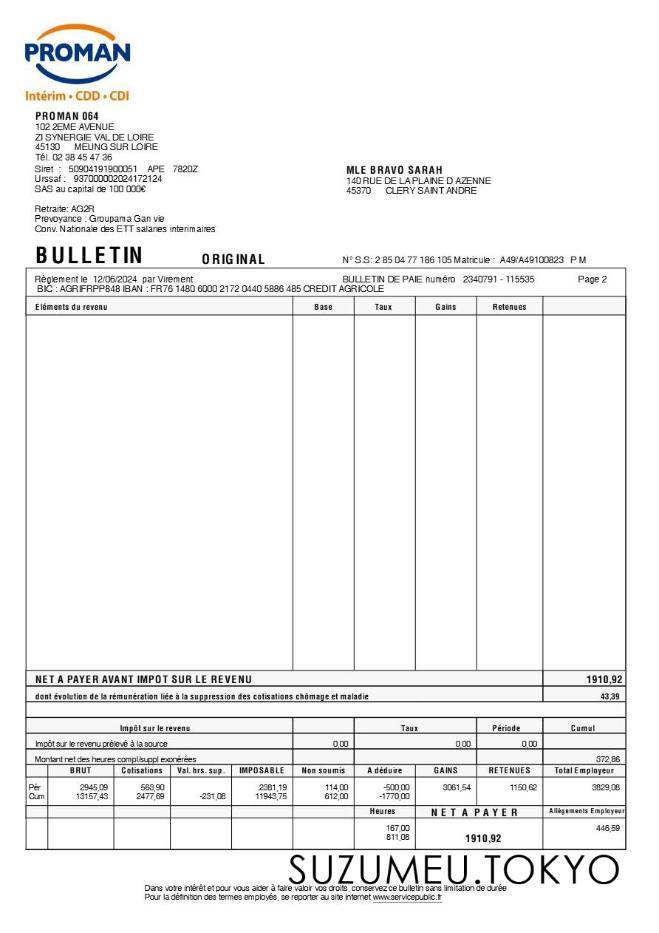 PROMAN
Intérim • CDD • CDI
PROMAN 064
102 2EME AVENUE
ZI SYNERGIE VAL DE LOIRE
45130 MEUNG SUR LOIRE
Tél. 02 38 45 47 36
Siret : 50904191900051 APE 7820Z
Urssaf : 937000002024172124
SAS au capital de 100 000€
MLE BRAVO SARAH
140 RUE DE LA PLAINE D AZENNE
45370 CLERY SAINT ANDRE
Retraite: AG2R
Prevoyance : Groupama Gan vie
Conv. Nationale des ETT salaries interimaires
BULLETIN ORIGINAL N° S.S: 2 85 04 77 186 105 Matricule : A49/A49100823 P M
Règlement le 12/06/2024 par Virement BULLETIN DE PAIE numéro 2340791 - 115535 Page 2
BIC : AGRIFRPP848 IBAN : FR76 1480 6000 2172 0440 5886 485 CREDIT AGRICOLE
Eléments du revenu Base Taux Gains Retenues
NET A PAYER AVANT IMPOT SUR LE REVENU 1910,92
dont évolution de la rémunération liée à la suppression des cotisations chômage et maladie 43,39
Impôt sur le revenu Taux Période Cumul
Impôt sur le revenu prélevé à la source 0,00 0,00 0,00
Montant net des heures compl/suppl exonérées 372,86
BRUT Cotisations Val. hrs. sup. IMPOSABLE Non soumis A déduire GAINS RETENUES Total Employeur
Pér 2945,09 563,90 2381,19 114,00 -500,00 3061,54 1150,62 3829,08
Cum 13157,43 2477,69 -231,08 11943,75 612,00 -1770,00
Heures NET A PAYER Allègements Employeur
167,00 446,59
811,08 1910,92
SUZUMEU.TOKYO
Dans votre intérêt et pour vous aider à faire valoir vos droits, conservez ce bulletin sans limitation de durée
Pour la définition des termes employés, se reporter au site internet www.servicepublic.fr